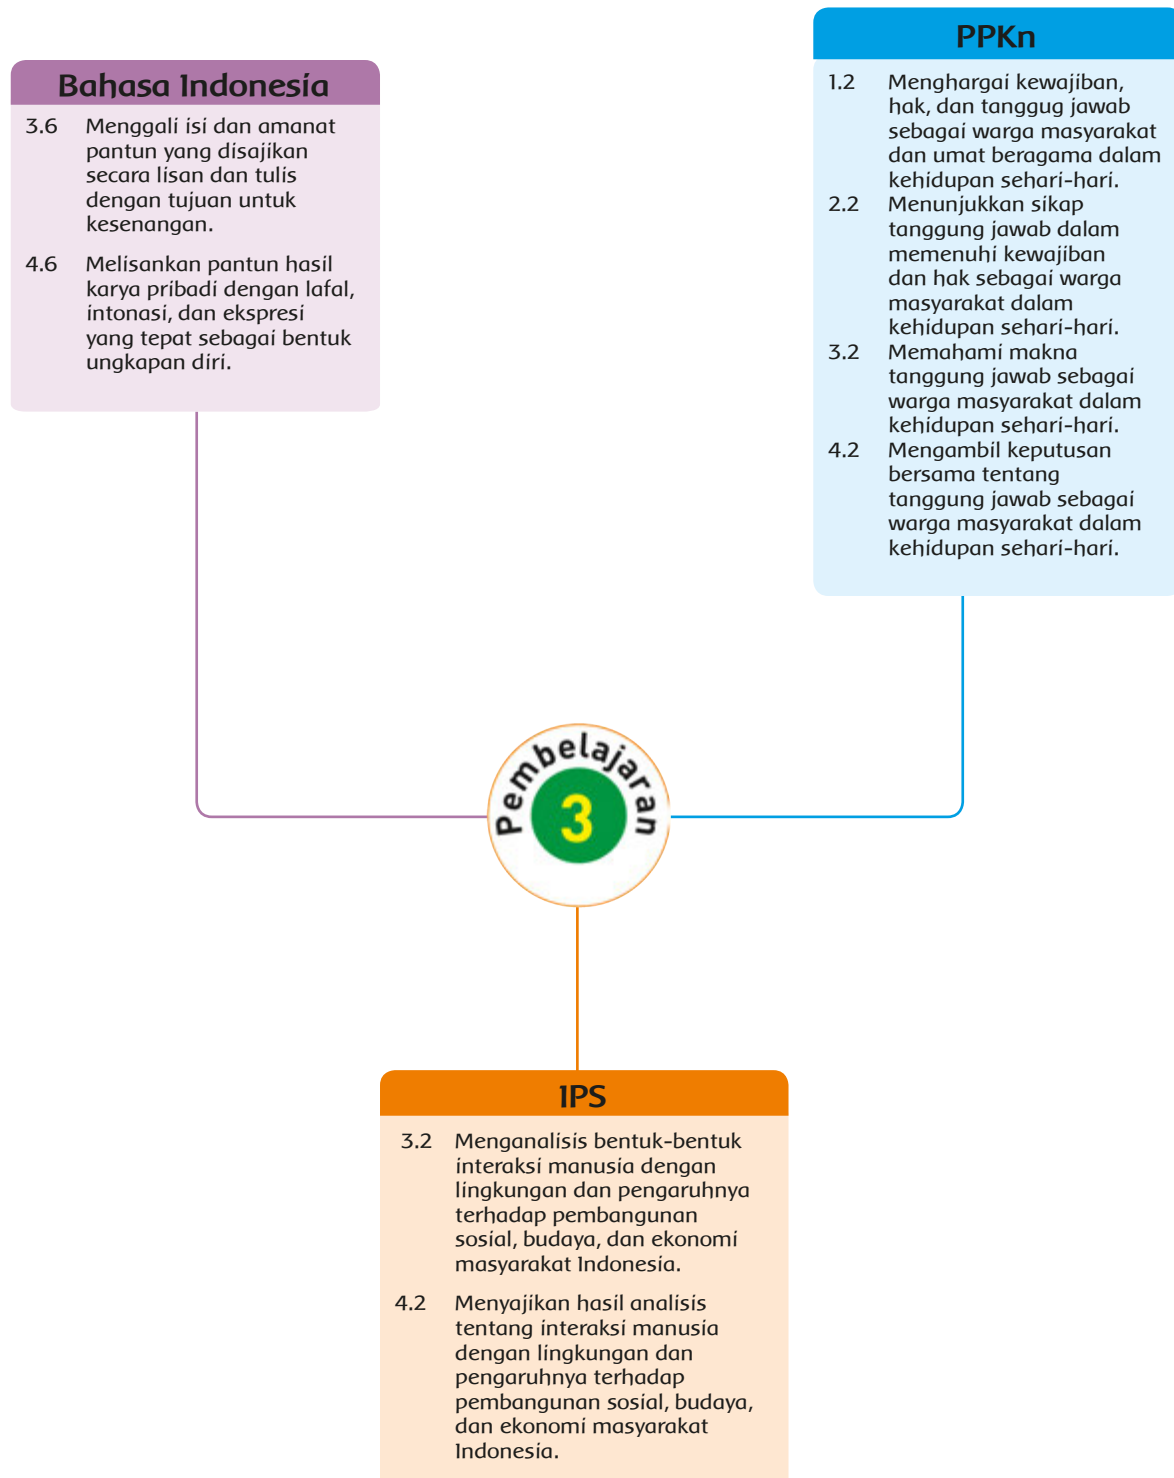 Bahasa Indonesia
3.6 Menggali isi dan amanat
pantun yang disajikan
secara lisan dan tulis
dengan tujuan untuk
kesenangan.
4.6 Melisankan pantun hasil
karya pribadi dengan lafal,
intonasi, dan ekspresi
yang tepat sebagai bentuk
ungkapan diri.
PPKn
1.2 Menghargai kewajiban,
hak, dan tanggug jawab
sebagai warga masyarakat
dan umat beragama dalam
kehidupan sehari-hari.
2.2 Menunjukkan sikap
tanggung jawab dalam
memenuhi kewajiban
dan hak sebagai warga
masyarakat dalam
kehidupan sehari-hari.
3.2 Memahami makna
tanggung jawab sebagai
warga masyarakat dalam
kehidupan sehari-hari.
4.2 Mengambil keputusan
bersama tentang
tanggung jawab sebagai
warga masyarakat dalam
kehidupan sehari-hari.
Pembelajaran
3
IPS
3.2 Menganalisis bentuk-bentuk
interaksi manusia dengan
lingkungan dan pengaruhnya
terhadap pembangunan
sosial, budaya, dan ekonomi
masyarakat Indonesia.
4.2 Menyajikan hasil analisis
tentang interaksi manusia
dengan lingkungan dan
pengaruhnya terhadap
pembangunan sosial, budaya,
dan ekonomi masyarakat
Indonesia.